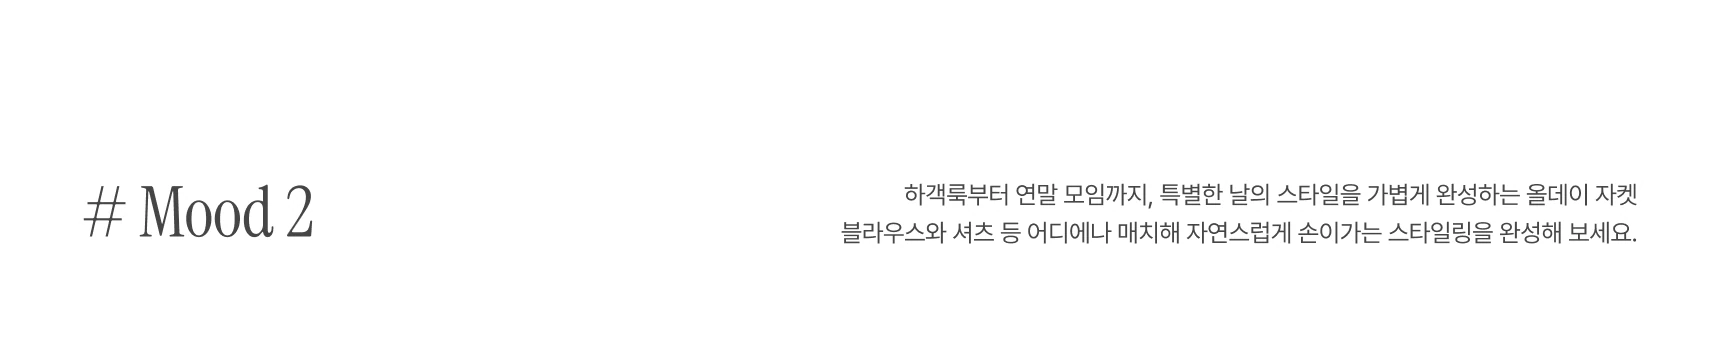 # Mood 2
하객룩부터 연말 모임까지, 특별한 날의 스타일을 가볍게 완성하는 올데이 자켓
블라우스와 셔츠 등 어디에나 매치해 자연스럽게 손이가는 스타일링을 완성해 보세요.